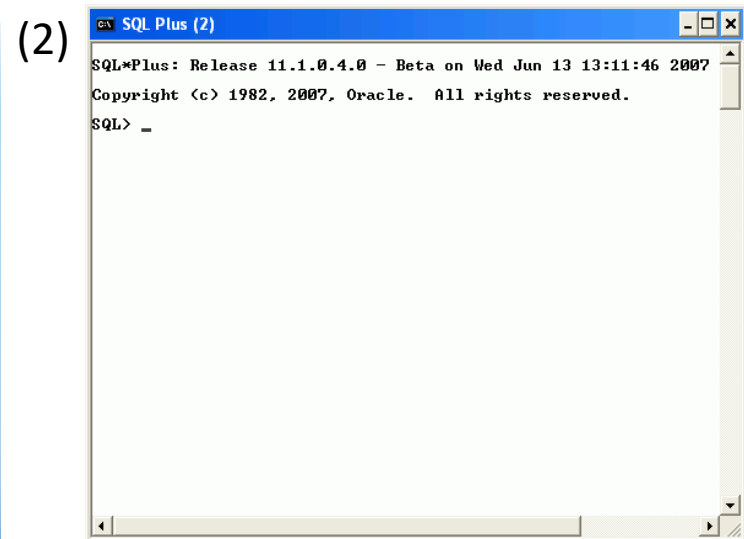 (2)
SQL Plus (2)
SQL*Plus: Release 11.1.0.4.0 - Beta on Wed Jun 13 13:11:46 2007
Copyright (c) 1982, 2007, Oracle.  All rights reserved.
SQL> _